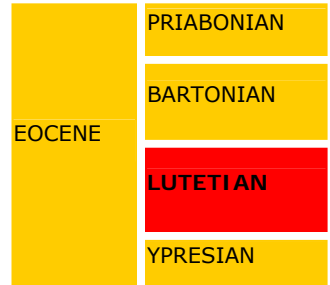 PRIABONIAN
BARTONIAN
EOCENE
LUTETIAN
YPRESIAN